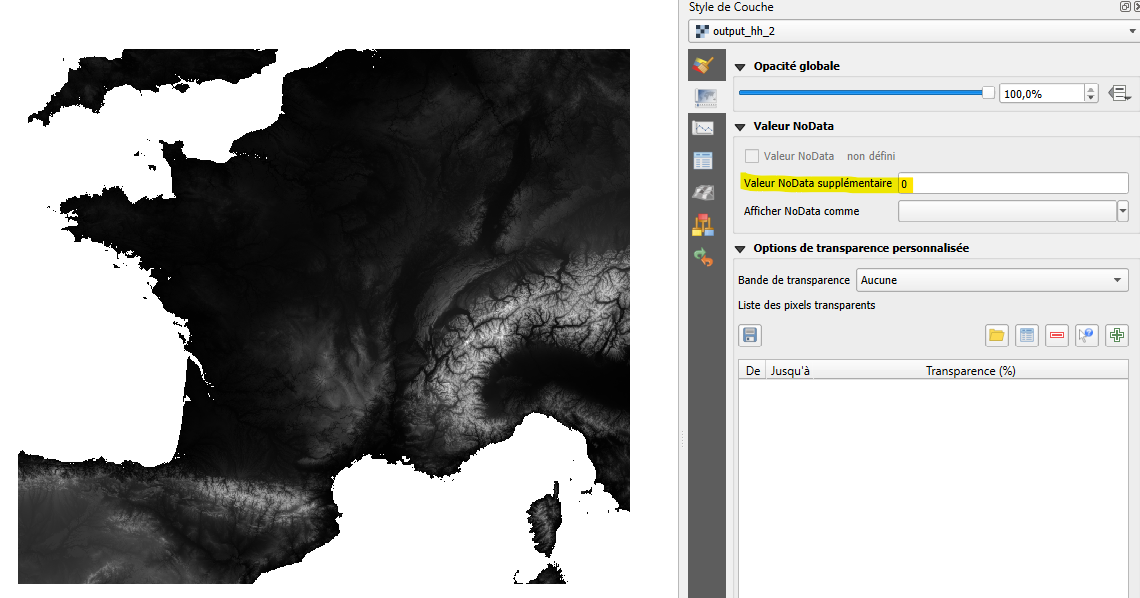 Style de Couche
output_hh_2
Opacité globale
100,0%
Valeur NoData
Valeur NoData non défini
Valeur NoData supplémentaire 0
Afficher NoData comme
Options de transparence personnalisée
Bande de transparence Aucune
Liste des pixels transparents
De Jusqu'à Transparence (%)